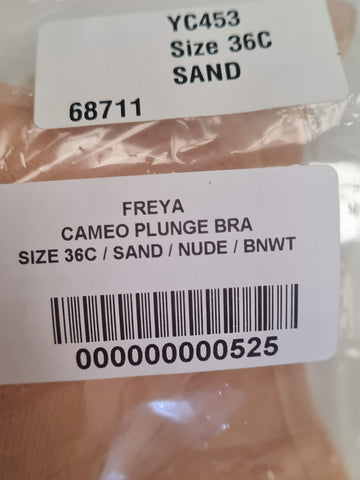 YC453
Size 36C
SAND
68711
FREYA
CAMEO PLUNGE BRA
SIZE 36C / SAND / NUDE / BNWT
000000000525